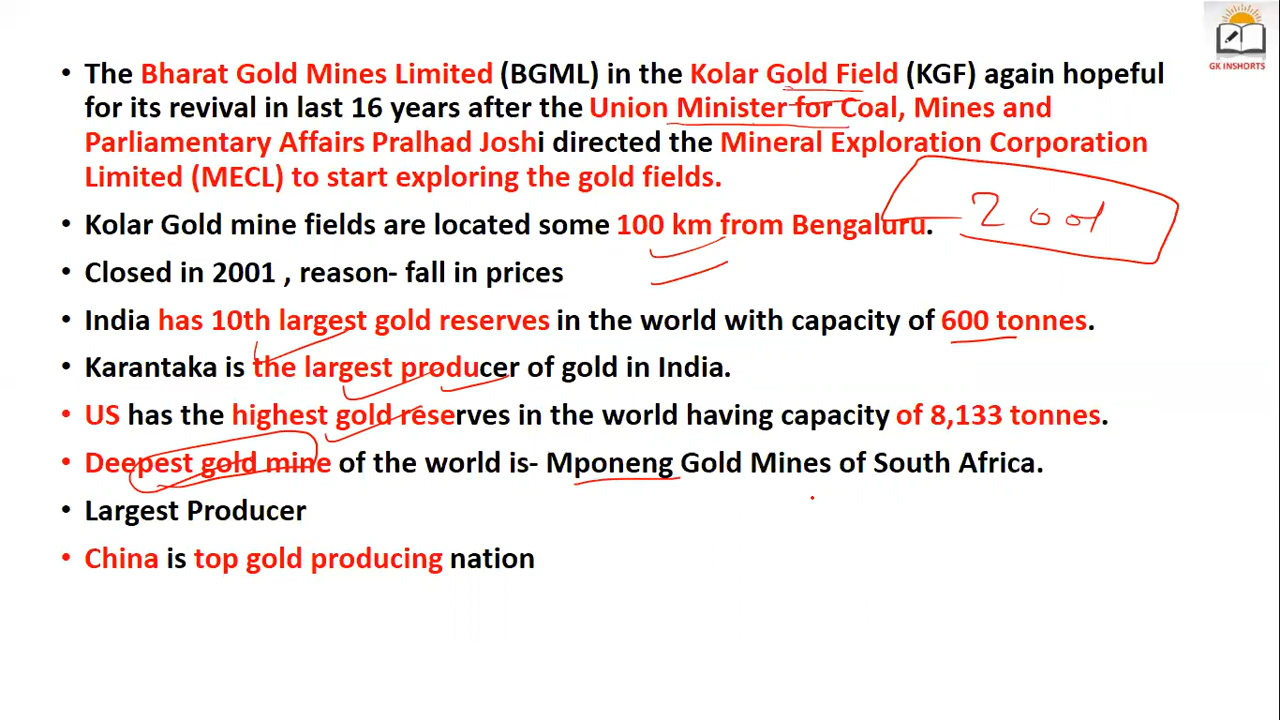 GK INSHORTS
• The Bharat Gold Mines Limited (BGML) in the Kolar Gold Field (KGF) again hopeful
for its revival in last 16 years after the Union Minister for Coal, Mines and
Parliamentary Affairs Pralhad Joshi directed the Mineral Exploration Corporation
Limited (MECL) to start exploring the gold fields.
2001
• Kolar Gold mine fields are located some 100 km from Bengaluru.
• Closed in 2001 , reason- fall in prices
• India has 10th largest gold reserves in the world with capacity of 600 tonnes.
• Karantaka is the largest producer of gold in India.
• US has the highest gold reserves in the world having capacity of 8,133 tonnes.
• Deepest gold mine of the world is- Mponeng Gold Mines of South Africa.
• Largest Producer
• China is top gold producing nation